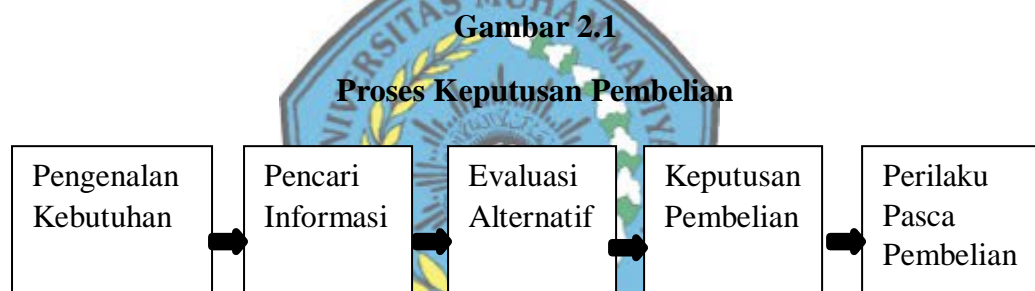 Gambar 2.1
Proses Keputusan Pembelian
Pengenalan
Kebutuhan
Pencari
Informasi
Evaluasi
Alternatif
Keputusan
Pembelian
Perilaku
Pasca
Pembelian